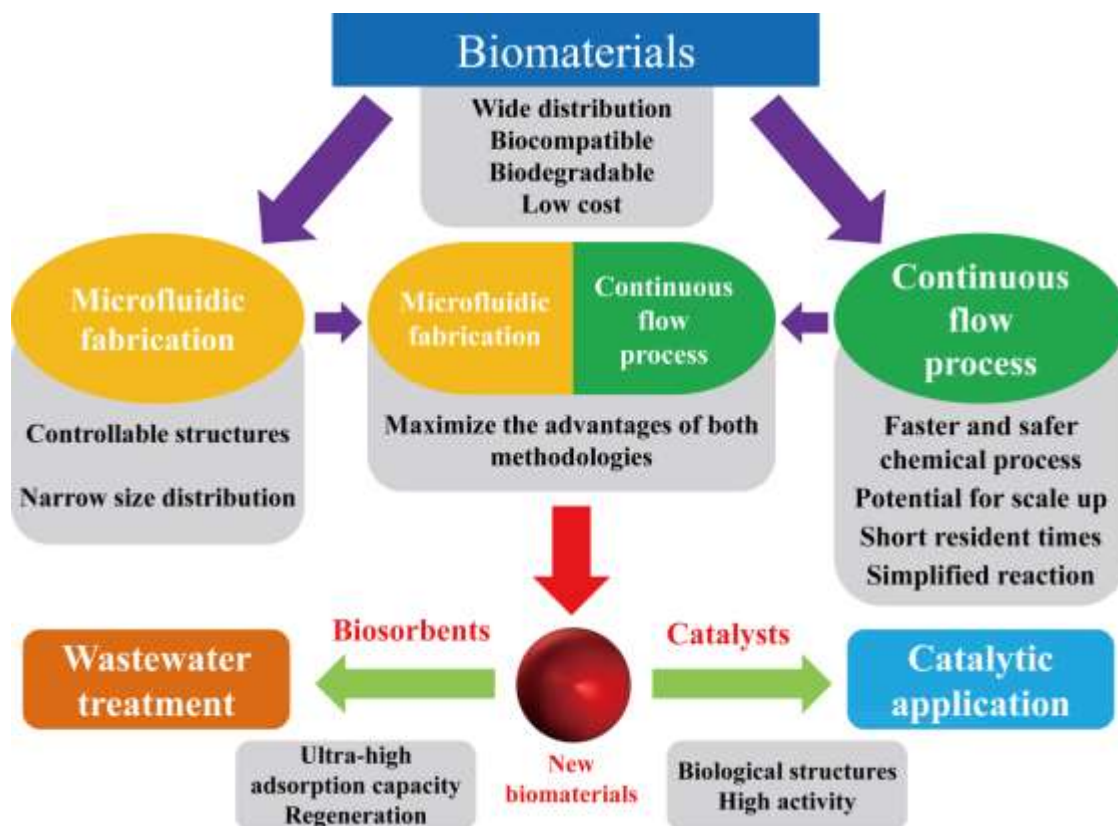 Biomaterials
Wide distribution
Biocompatible
Biodegradable
Low cost
Microfluidic
fabrication
Controllable structures
Narrow size distribution
Microfluidic
fabrication
Continuous
flow
process
Maximize the advantages of both
methodologies
Continuous
flow
process
Faster and safer
chemical process
Potential for scale up
Short resident times
Simplified reaction
Wastewater
treatment
Biosorbents
Catalysts
Catalytic
application
Ultra-high
adsorption capacity
Regeneration
New
biomaterials
Biological structures
High activity